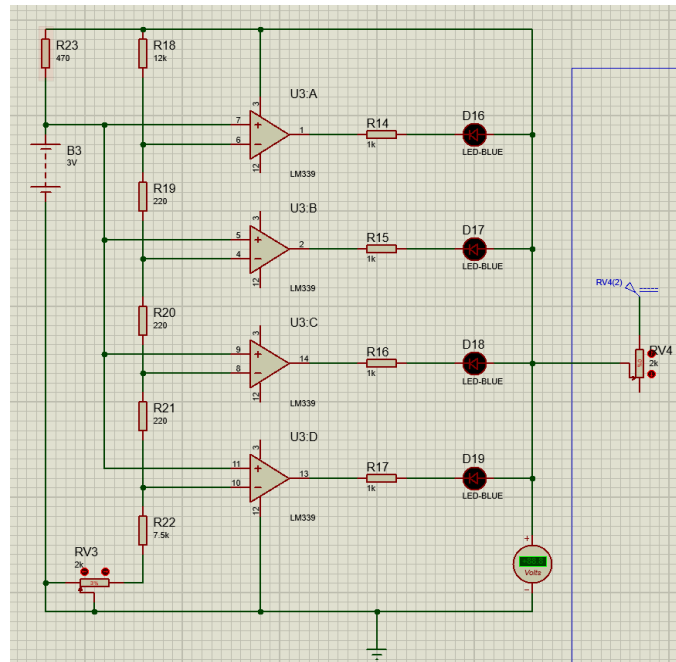 R23
470
R18
12k
U3:A
3
7
6
1
12
LM339
R14
1k
D16
LED-BLUE
B3
3V
R19
220
U3:B
3
5
4
2
12
LM339
R15
1k
D17
LED-BLUE
RV4(2)
R20
220
U3:C
3
9
8
14
12
LM339
R16
1k
D18
LED-BLUE
RV4
2k
R21
220
U3:D
3
11
10
13
12
LM339
R17
1k
D19
LED-BLUE
R22
7.5k
RV3
2k
+
Volts